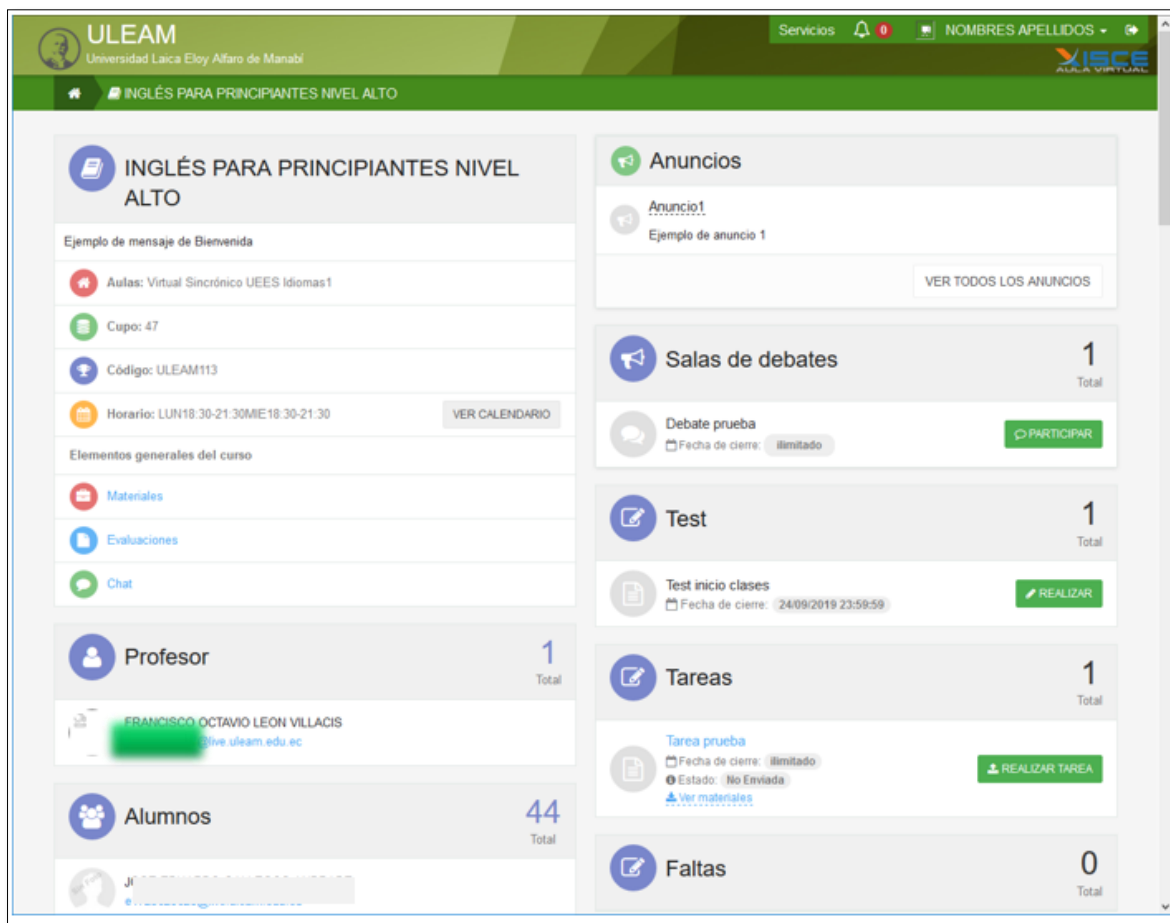 ULEAM
Universidad Laica Eloy Alfaro de Manabí
Servicios 0 NOMBRES APELLIDOS
XISCE
AULA VIRTUAL
INGLÉS PARA PRINCIPIANTES NIVEL ALTO
INGLÉS PARA PRINCIPIANTES NIVEL
ALTO
Ejemplo de mensaje de Bienvenida
Aulas: Virtual Sincrónico UEES Idiomas1
Cupo: 47
Código: ULEAM113
Horario: LUN18:30-21:30MIE18:30-21:30 VER CALENDARIO
Elementos generales del curso
Materiales
Evaluaciones
Chat
Profesor 1
Total
FRANCISCO OCTAVIO LEON VILLACIS
@live.uleam.edu.ec
Alumnos 44
Total
Anuncios
Anuncio1
Ejemplo de anuncio 1
VER TODOS LOS ANUNCIOS
Salas de debates 1
Total
Debate prueba
Fecha de cierre: ilimitado
PARTICIPAR
Test 1
Total
Test inicio clases
Fecha de cierre: 24/09/2019 23:59:59
REALIZAR
Tareas 1
Total
Tarea prueba
Fecha de cierre: ilimitado
Estado: No Enviada
Ver materiales
REALIZAR TAREA
Faltas 0
Total